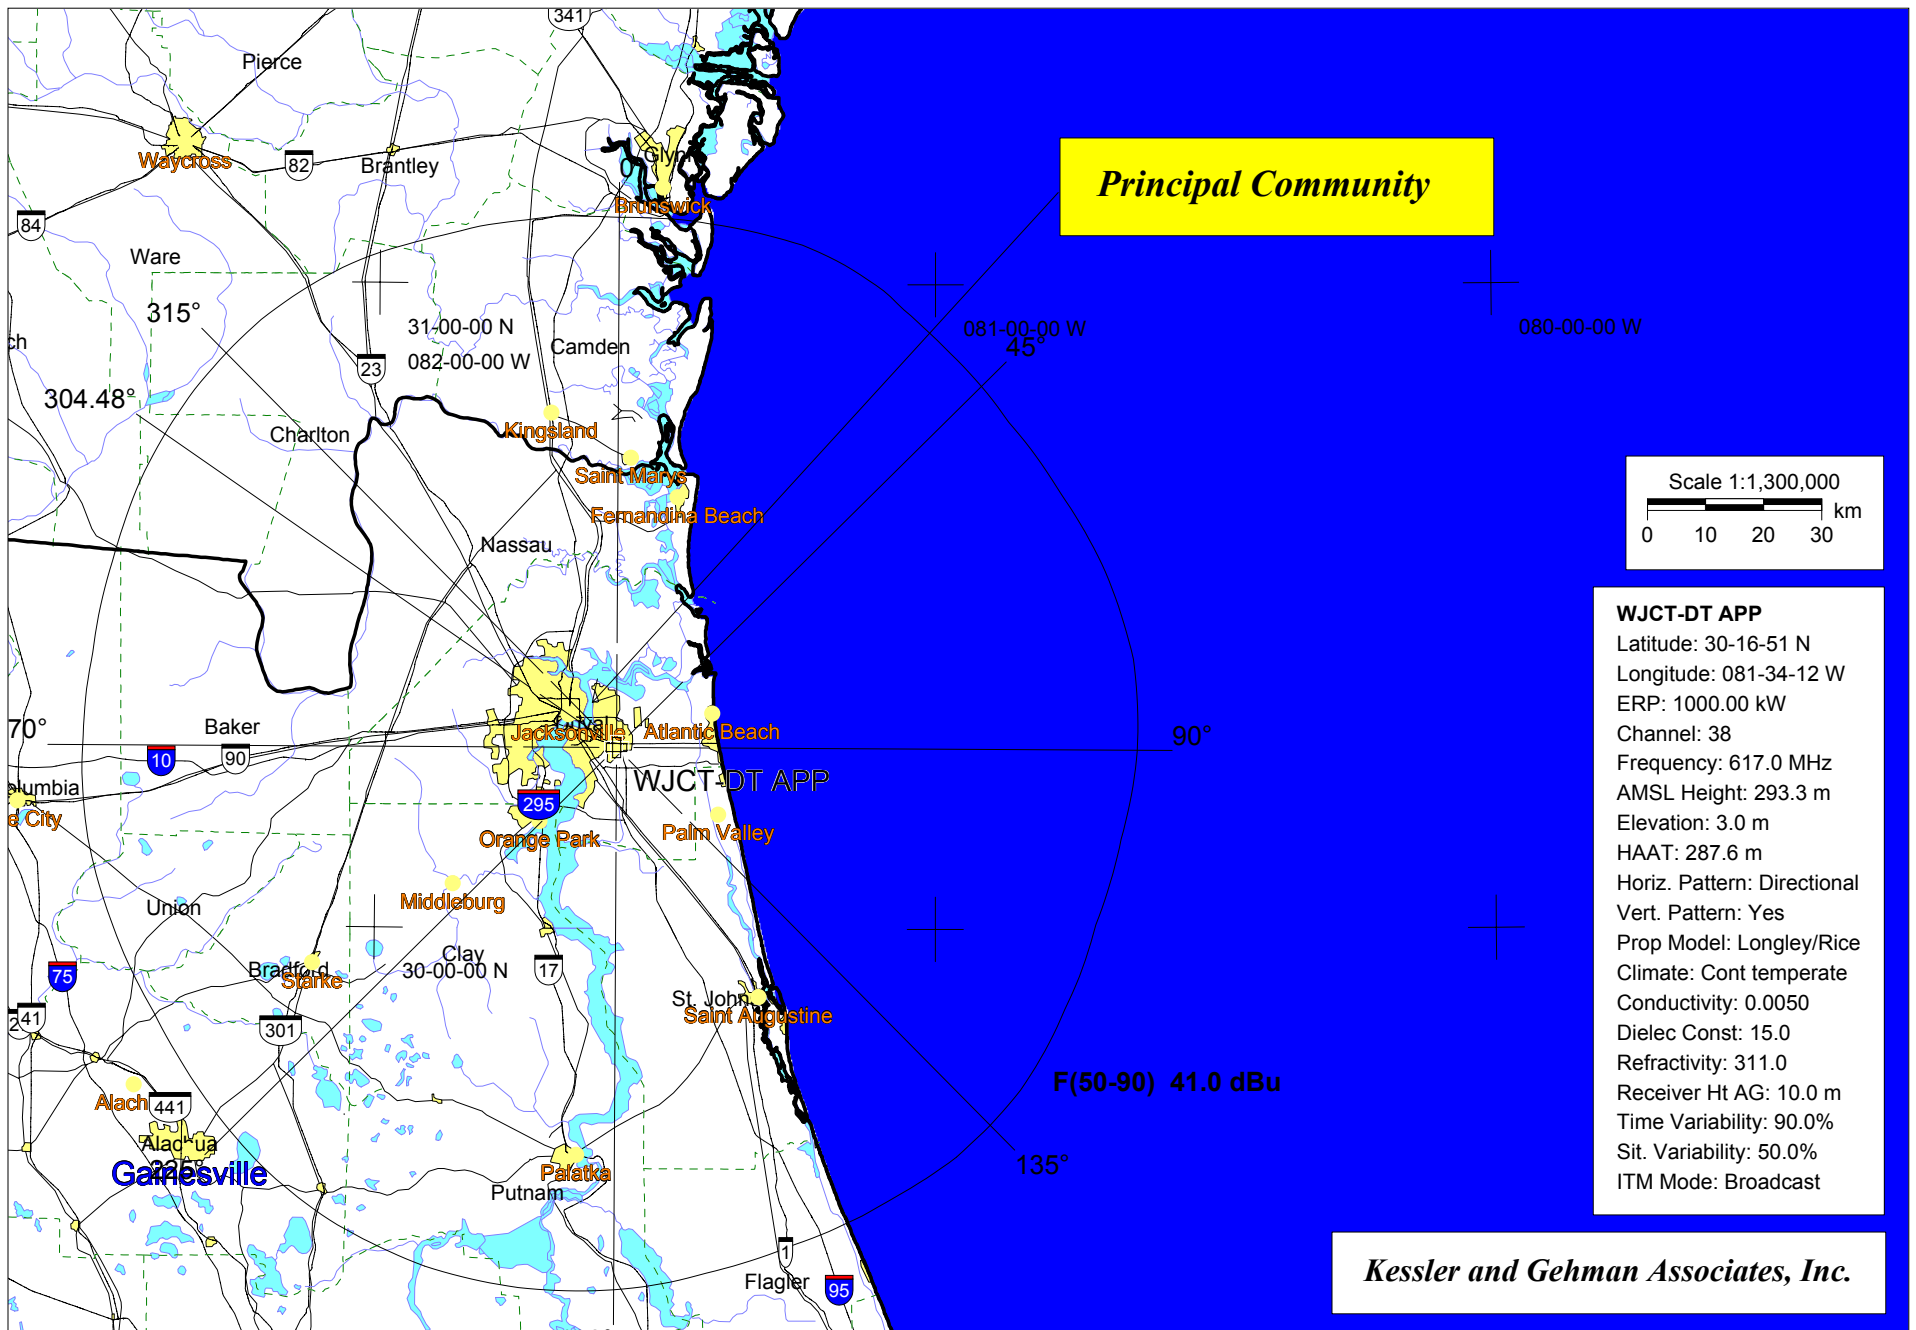 341
Pierce
Waycross
82
Brantley
Glynn
0
Brunswick
Principal Community
84
Ware
315°
31-00-00 N
082-00-00 W
Camden
081-00-00 W
080-00-00 W
45°
23
304.48°
Charlton
Kingsland
Saint Marys
Fernandina Beach
Nassau
Scale 1:1,300,000
km
0 10 20 30
WJCT-DT APP
Latitude: 30-16-51 N
Longitude: 081-34-12 W
ERP: 1000.00 kW
Channel: 38
Frequency: 617.0 MHz
AMSL Height: 293.3 m
Elevation: 3.0 m
HAAT: 287.6 m
Horiz. Pattern: Directional
Vert. Pattern: Yes
Prop Model: Longley/Rice
Climate: Cont temperate
Conductivity: 0.0050
Dielec Const: 15.0
Refractivity: 311.0
Receiver Ht AG: 10.0 m
Time Variability: 90.0%
Sit. Variability: 50.0%
ITM Mode: Broadcast
70°
Baker
10
90
Duval
Jacksonville
Atlantic Beach
90°
WJCT-DT APP
olumbia
e City
295
Orange Park
Palm Valley
Middleburg
Union
Clay
30-00-00 N
Bradford
Starke
75
17
St. John
Saint Augustine
41
301
F(50-90) 41.0 dBu
Alach
441
Alachua
Gainesville
Palatka
Putnam
135°
1
Flagler
95
Kessler and Gehman Associates, Inc.